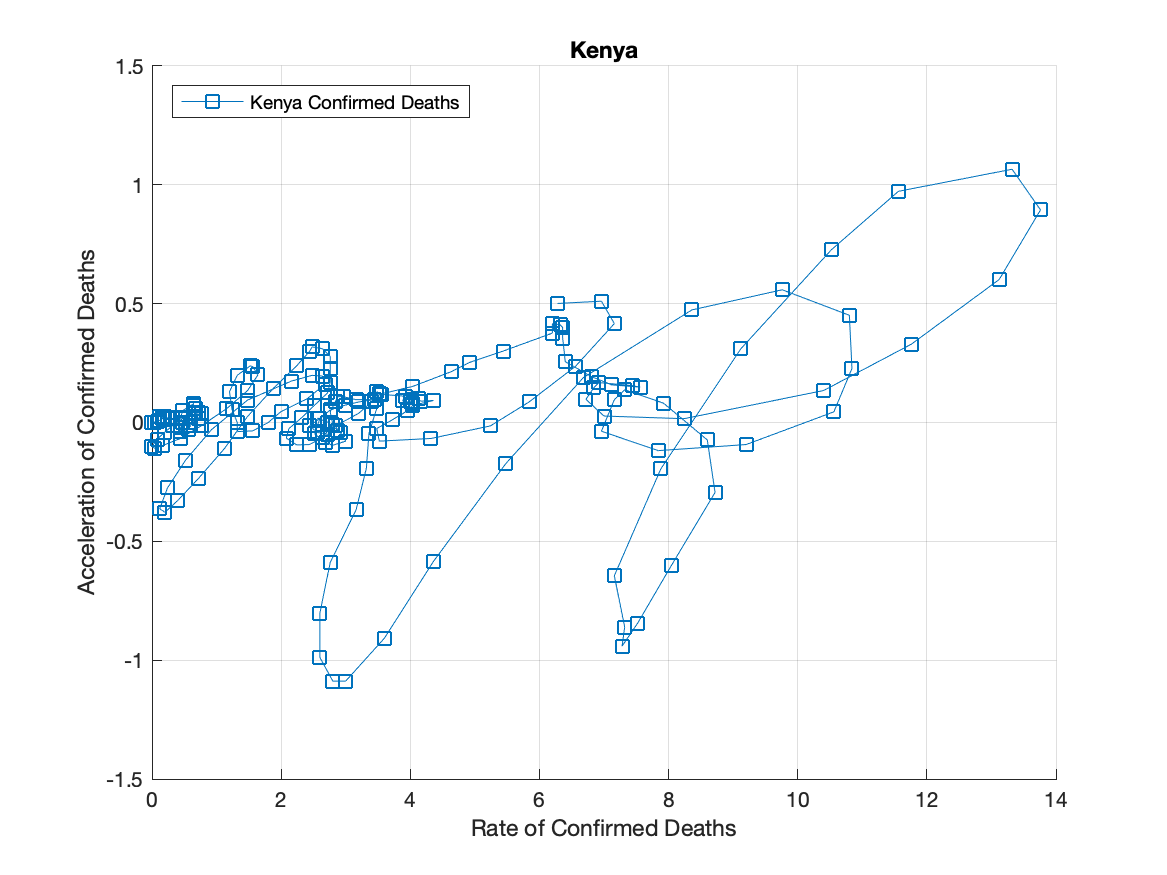 Kenya
1.5
Kenya Confirmed Deaths
1
0.5
0
-0.5
-1
-1.5
Acceleration of Confirmed Deaths
0 2 4 6 8 10 12 14
Rate of Confirmed Deaths